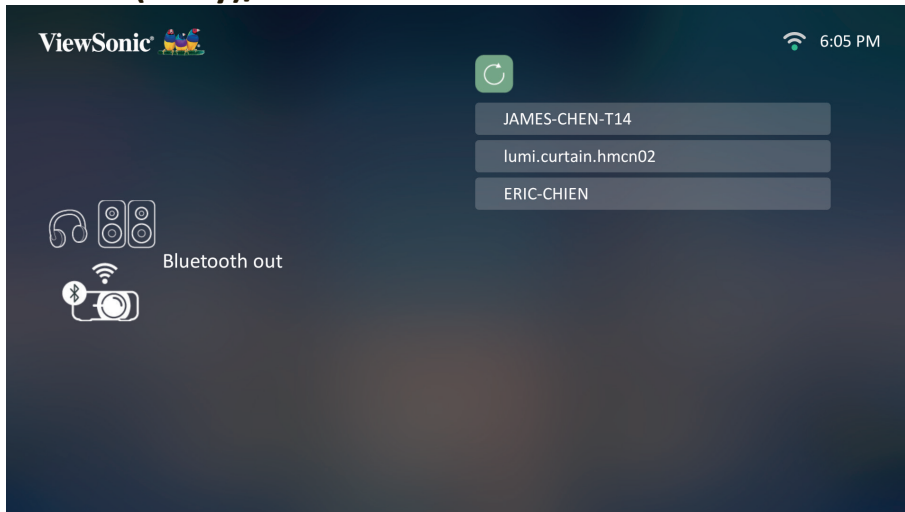 ViewSonic
6:05 PM
JAMES-CHEN-T14
lumi.curtain.hmcn02
ERIC-CHIEN
Bluetooth out